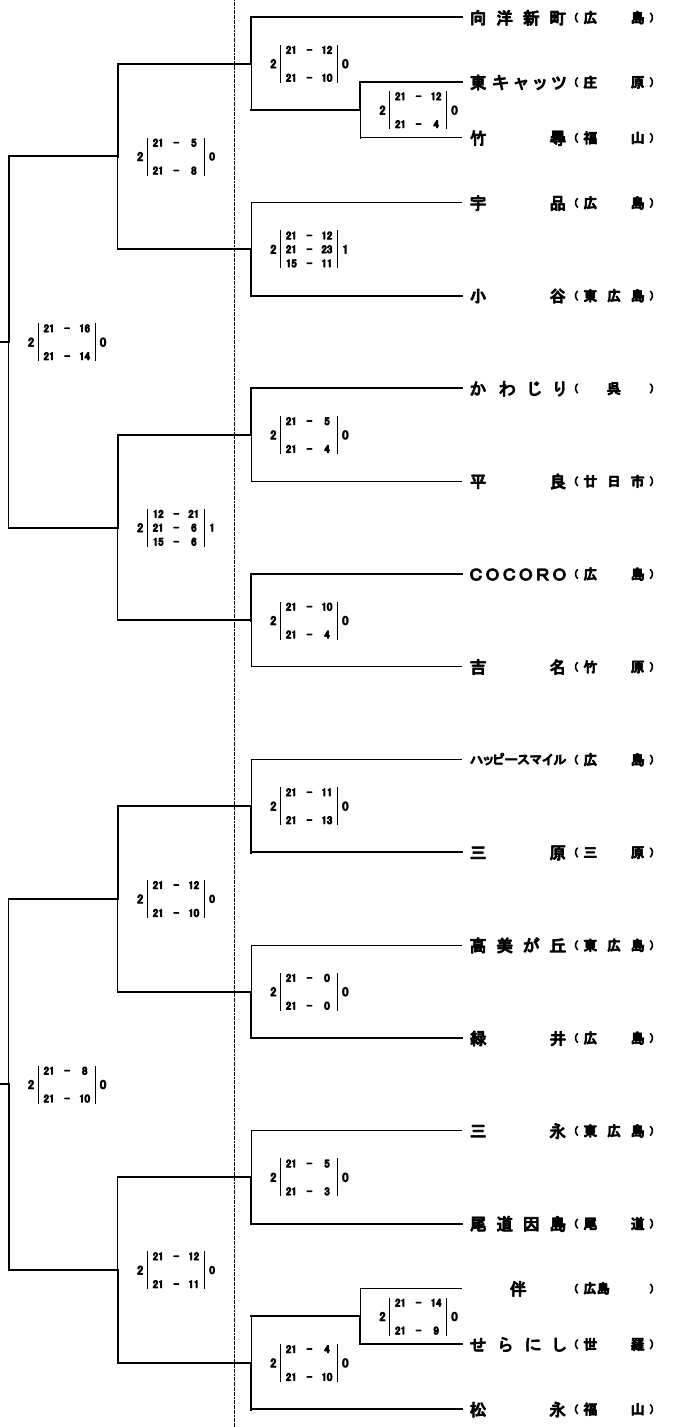 向洋新町（広島）
21 － 12
2 0
21 － 10
東キャッツ（庄原）
21 － 12
2 0
21 － 4
竹尋（福山）
21 － 5
2 0
21 － 8
宇品（広島）
21 － 12
2 21 － 23 1
15 － 11
小谷（東広島）
21 － 16
2 0
21 － 14
かわじり（呉）
21 － 5
2 0
21 － 4
平良（廿日市）
12 － 21
2 21 － 6 1
15 － 6
COCORO（広島）
21 － 10
2 0
21 － 4
吉名（竹原）
ハッピースマイル（広島）
21 － 11
2 0
21 － 13
三原（三原）
21 － 12
2 0
21 － 10
高美が丘（東広島）
21 － 0
2 0
21 － 0
緑井（広島）
21 － 8
2 0
21 － 10
三永（東広島）
21 － 5
2 0
21 － 3
尾道因島（尾道）
21 － 12
2 0
21 － 11
伴（広島）
21 － 14
2 0
21 － 9
せらにし（世羅）
21 － 4
2 0
21 － 10
松永（福山）